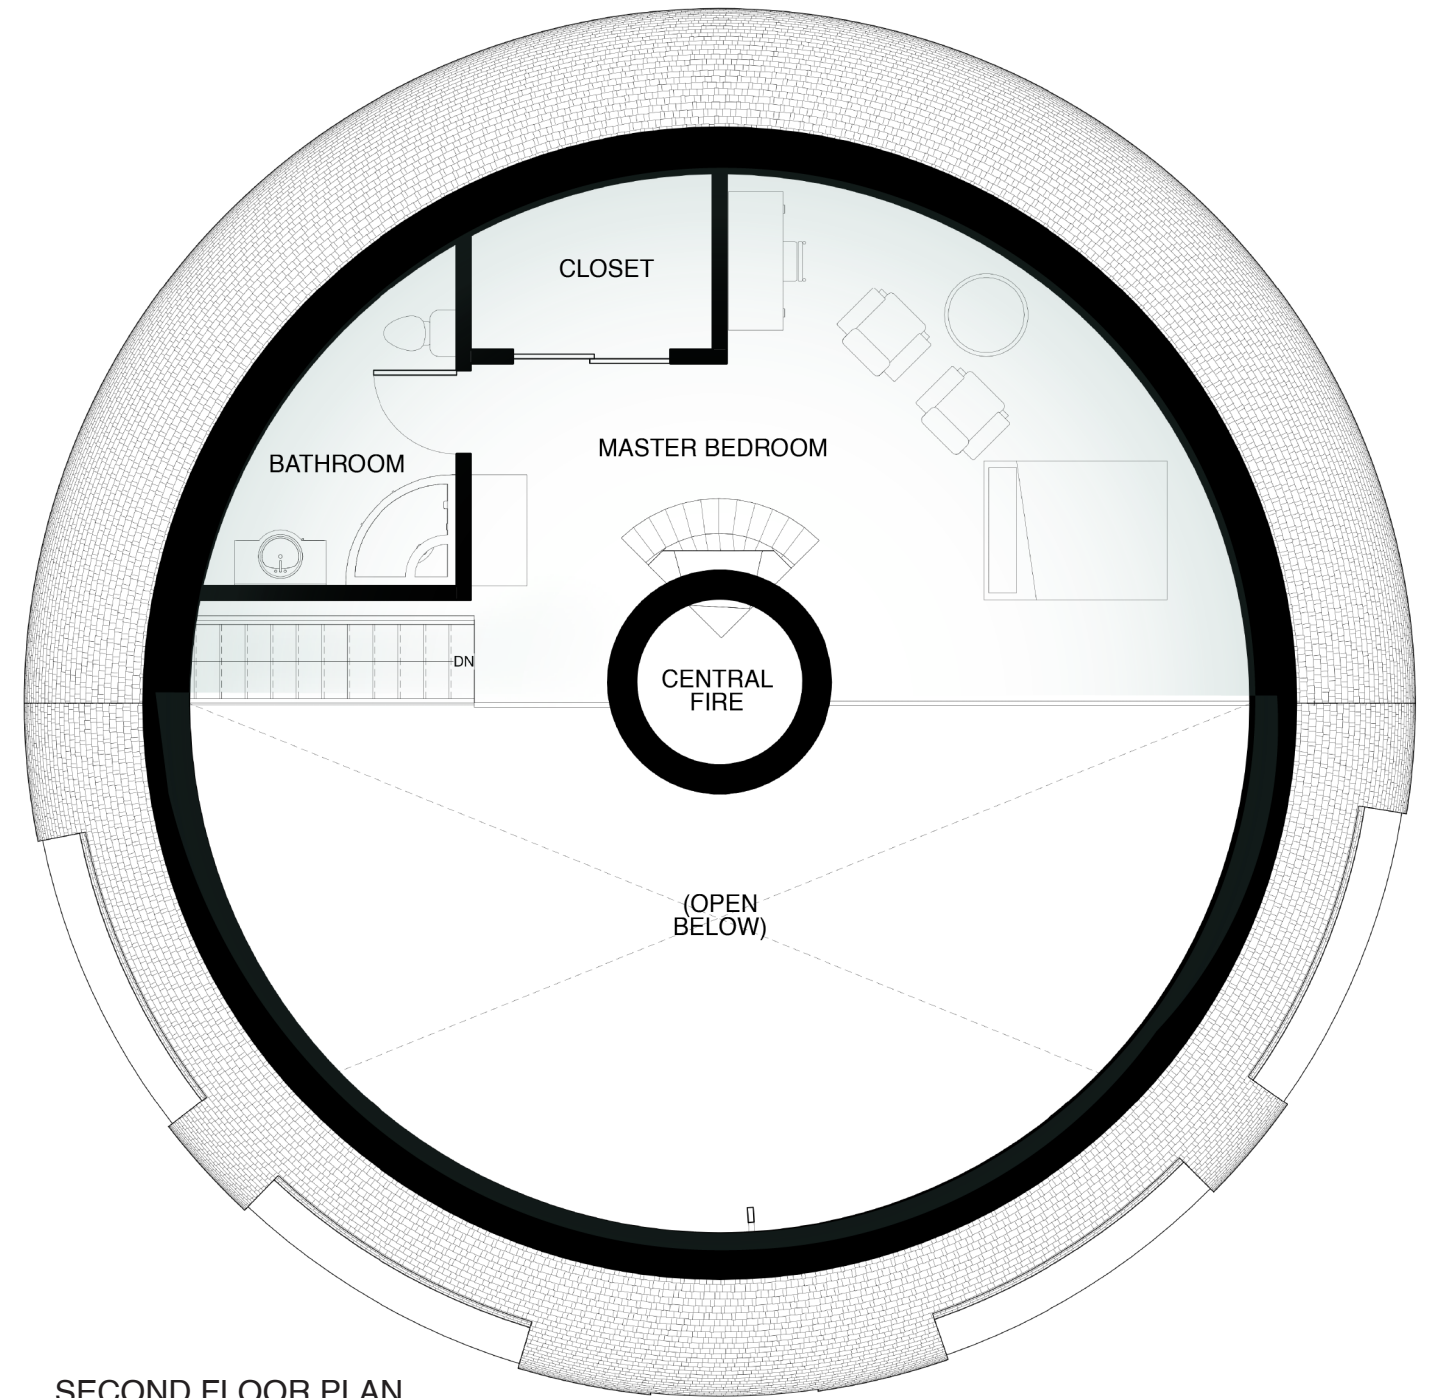 CLOSET
MASTER BEDROOM
BATHROOM
DN
CENTRAL
FIRE
(OPEN
BELOW)
SECOND FLOOR PLAN